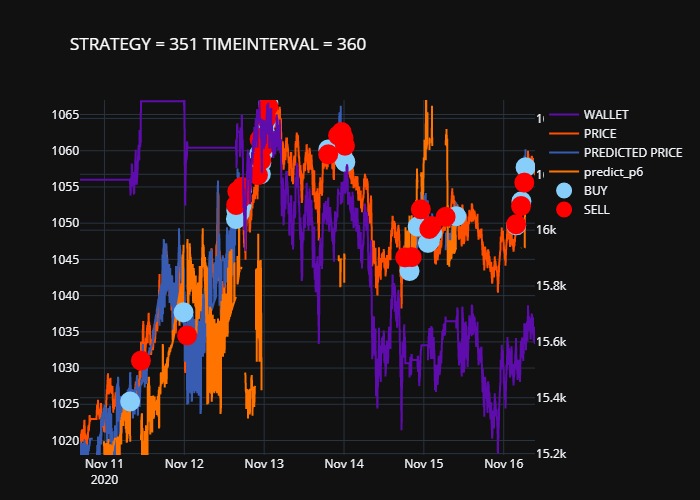 STRATEGY = 351 TIMEINTERVAL = 360
1065
1060
1055
1050
1045
1040
1035
1030
1025
1020
16k
15.8k
15.6k
15.4k
15.2k
Nov 11
2020
Nov 12
Nov 13
Nov 14
Nov 15
Nov 16
WALLET
PRICE
PREDICTED PRICE
predict_p6
BUY
SELL